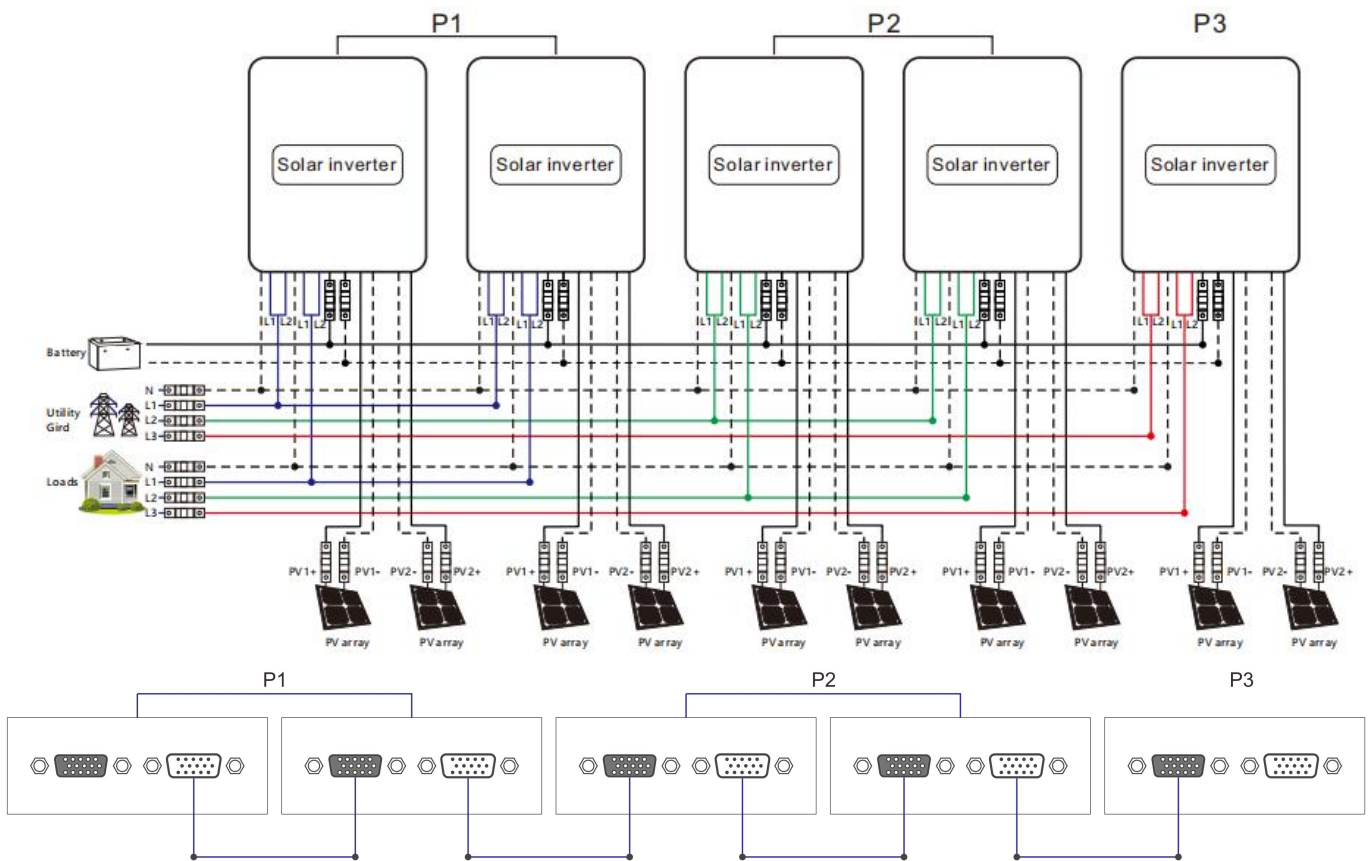 P1 P2 P3
Solar inverter Solar inverter Solar inverter Solar inverter Solar inverter
L1 L2 L1 L2 L1 L2 L1 L2 L1 L2 L1 L2 L1 L2 L1 L2 L1 L2 L1 L2
Battery
N
L1
Utility
Gird
L2
L3
N
Loads
L1
L2
L3
PV1+ PV1- PV2- PV2+ PV1+ PV1- PV2- PV2+ PV1+ PV1- PV2- PV2+ PV1+ PV1- PV2- PV2+ PV1+ PV1- PV2- PV2+
PV array PV array PV array PV array PV array PV array PV array PV array PV array PV array
P1 P2 P3